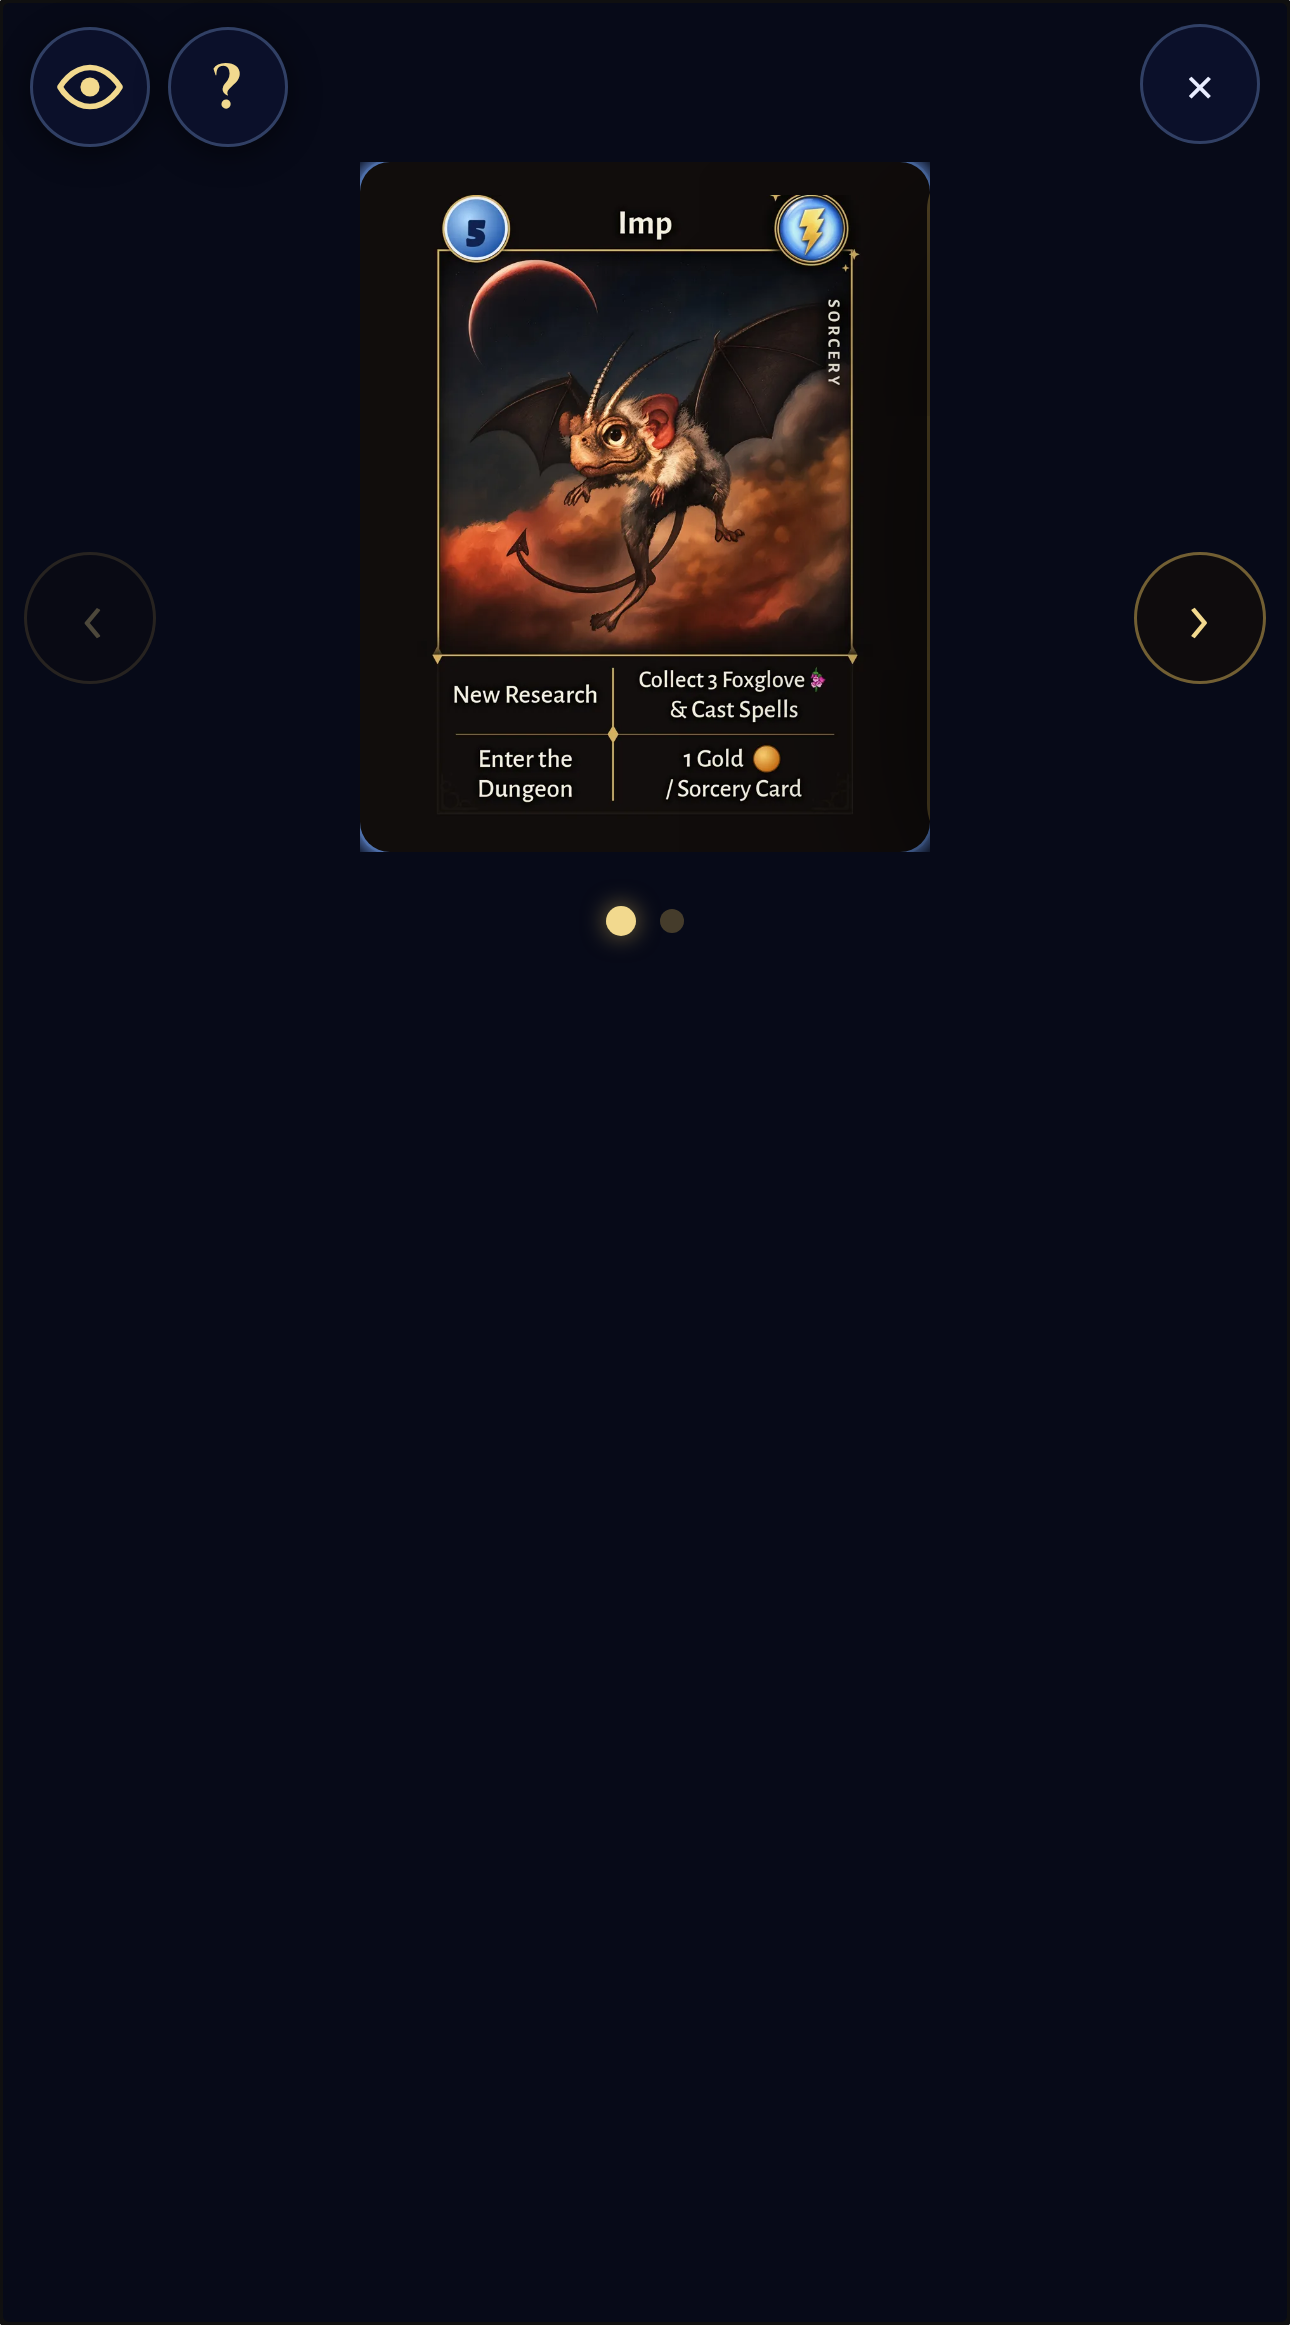 ?
×
5
Imp
SORCERY
‹
›
New Research
Collect 3 Foxglove
& Cast Spells
Enter the
Dungeon
1 Gold
/ Sorcery Card